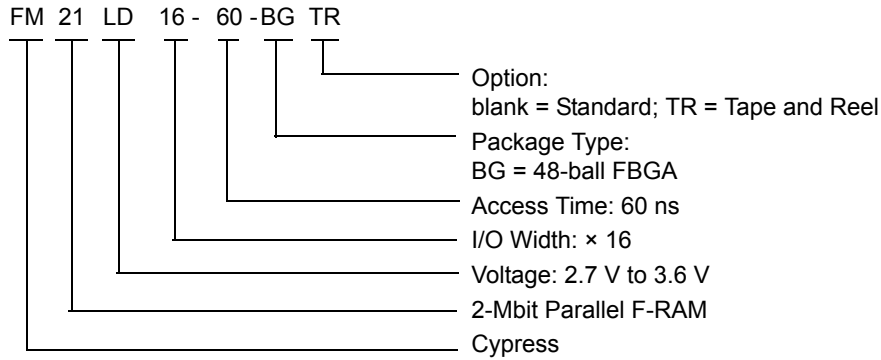 FM 21 LD 16 - 60 - BG TR
Option:
blank = Standard; TR = Tape and Reel
Package Type:
BG = 48-ball FBGA
Access Time: 60 ns
I/O Width: × 16
Voltage: 2.7 V to 3.6 V
2-Mbit Parallel F-RAM
Cypress